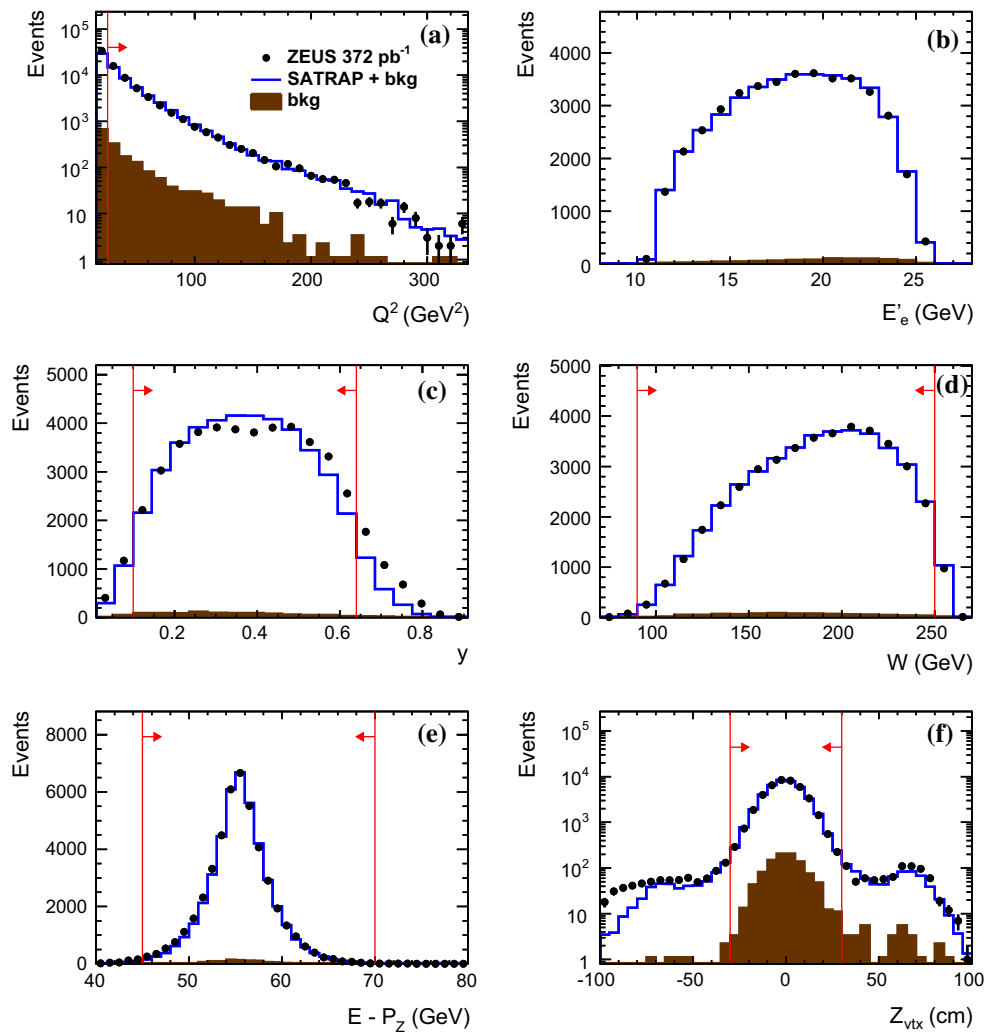 Events
10⁵
10⁴
10³
10²
10
1
(a)
ZEUS 372 pb⁻¹
SATRAP + bkg
bkg
100 200 300
Q² (GeV²)
Events
4000
3000
2000
1000
0
(b)
10 15 20 25
E'ₑ (GeV)
Events
5000
4000
3000
2000
1000
0
(c)
0.2 0.4 0.6 0.8
y
Events
5000
4000
3000
2000
1000
0
(d)
100 150 200 250
W (GeV)
Events
8000
6000
4000
2000
0
(e)
40 50 60 70 80
E - P_Z (GeV)
Events
10⁵
10⁴
10³
10²
10
1
(f)
-100 -50 0 50 100
Z_vtx (cm)